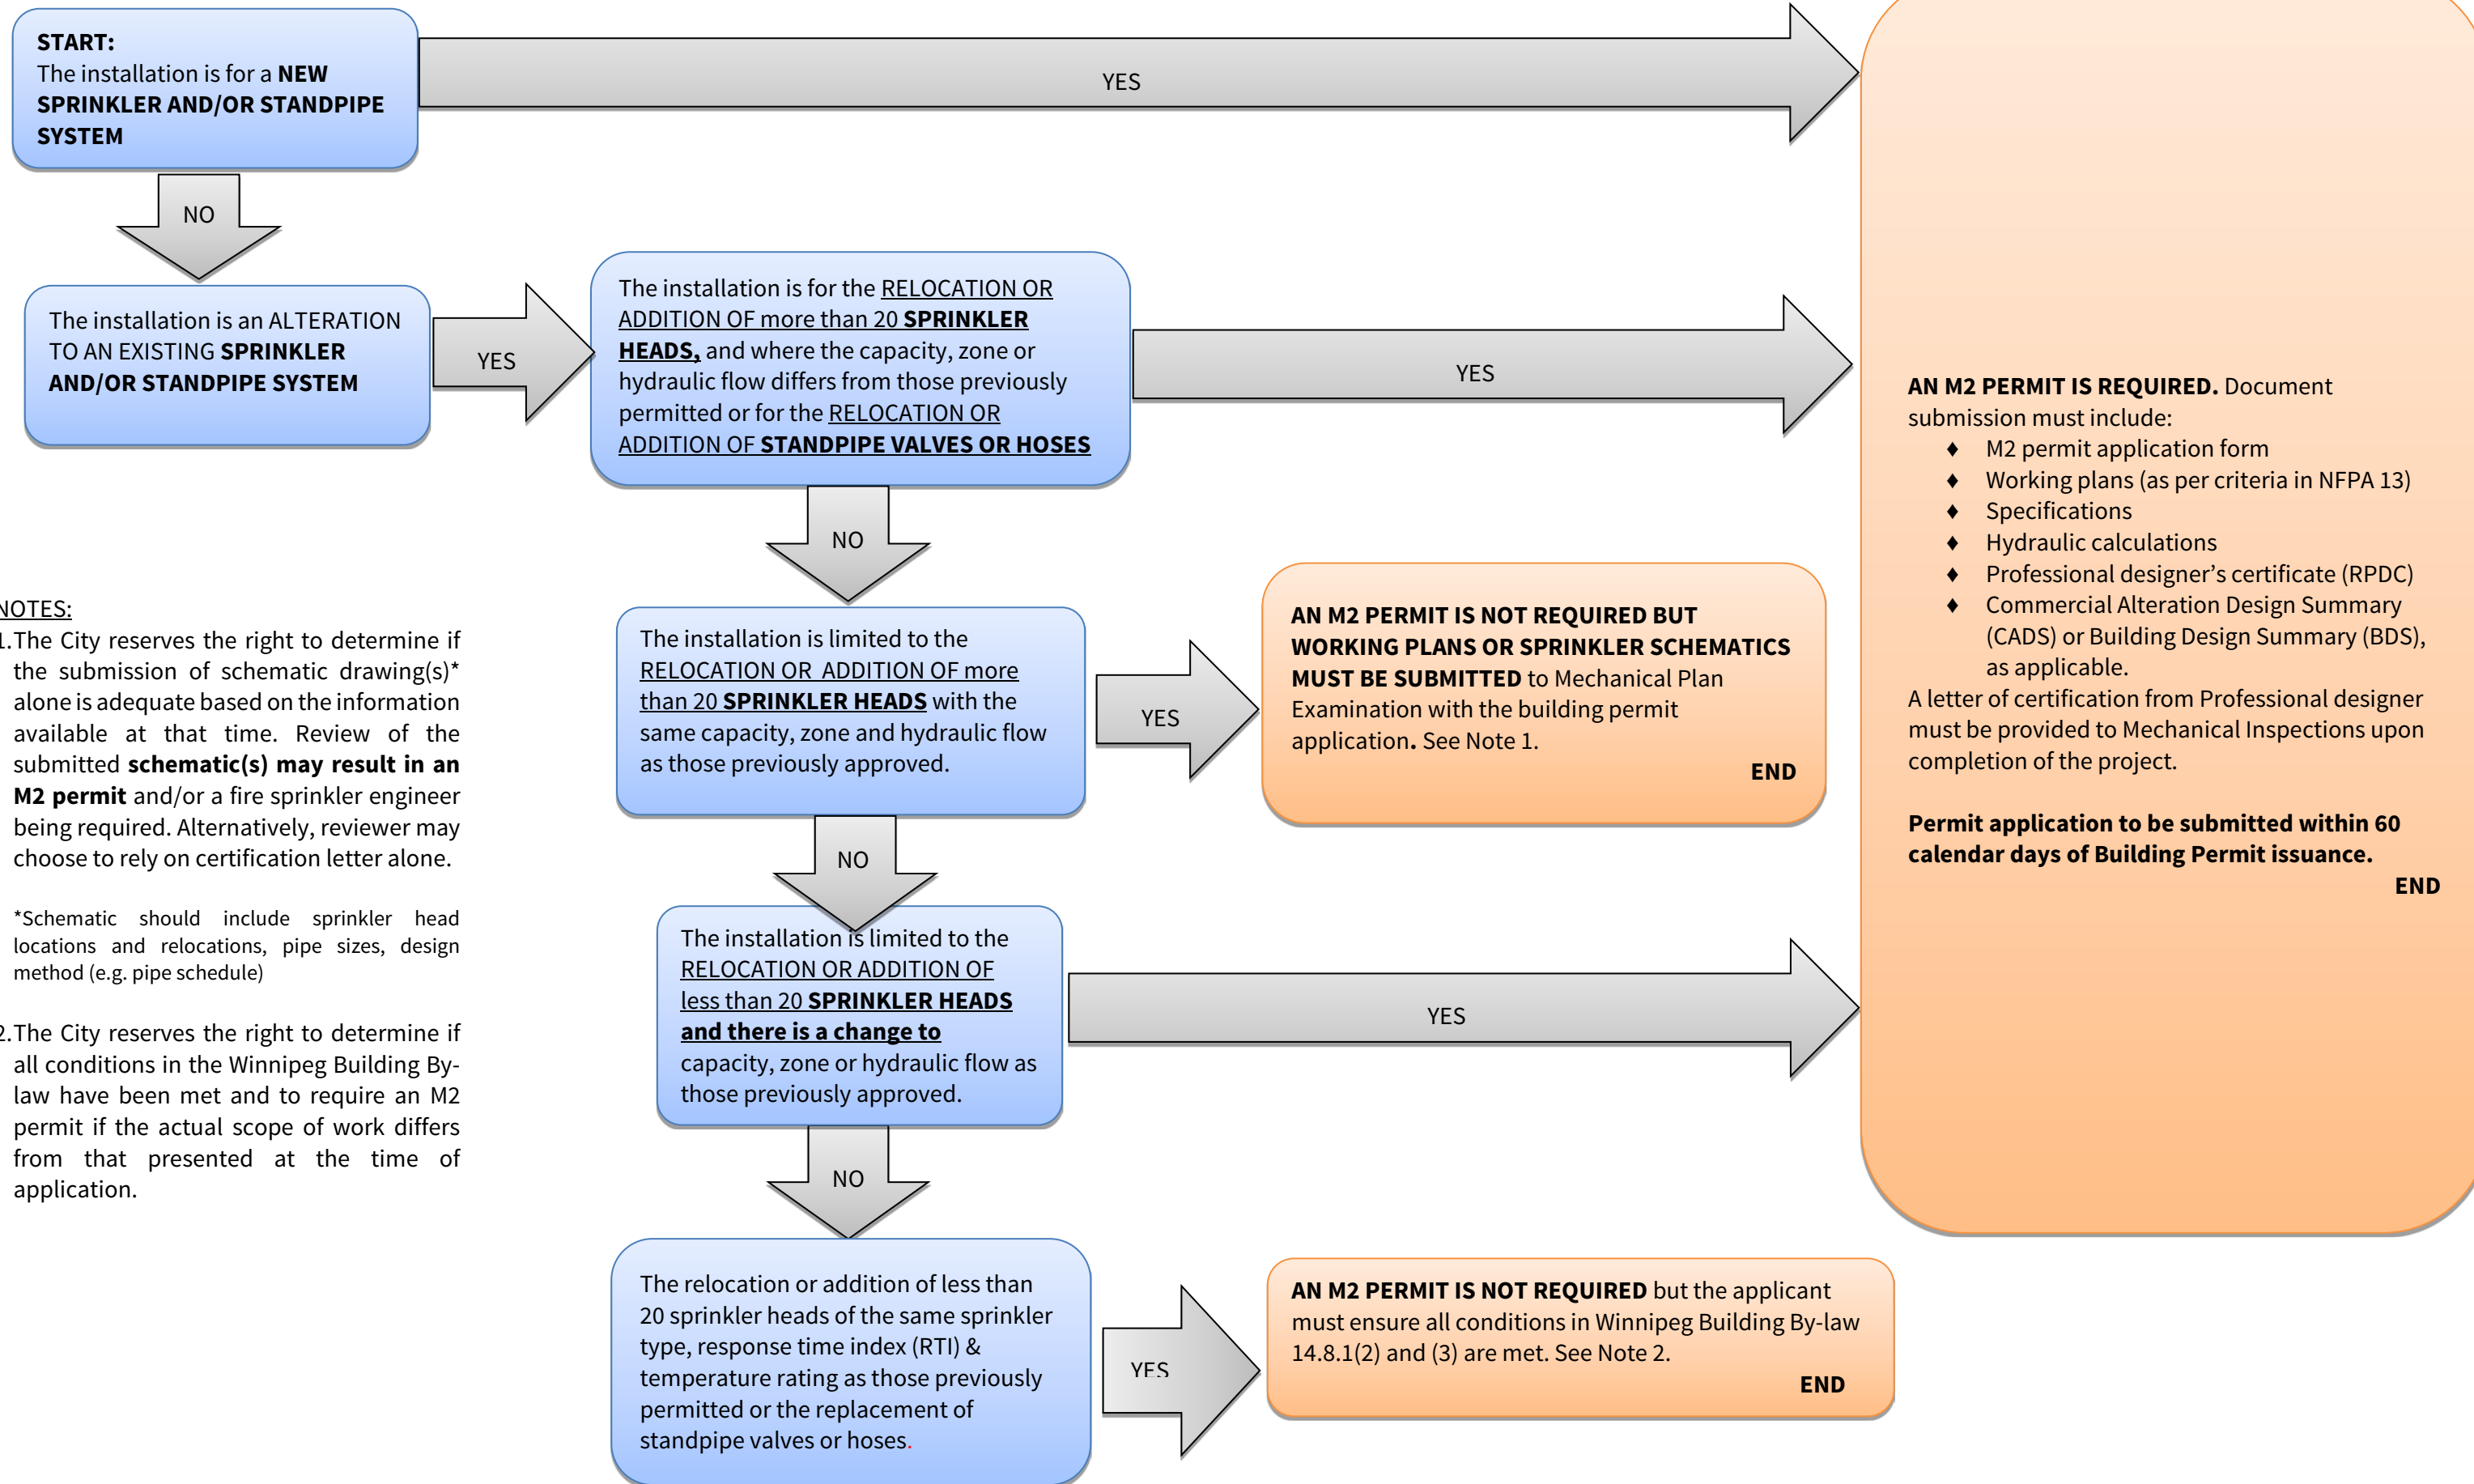 START:
The installation is for a NEW
SPRINKLER AND/OR STANDPIPE
SYSTEM
YES
NO
The installation is an ALTERATION
TO AN EXISTING SPRINKLER
AND/OR STANDPIPE SYSTEM
YES
The installation is for the RELOCATION OR
ADDITION OF more than 20 SPRINKLER
HEADS, and where the capacity, zone or
hydraulic flow differs from those previously
permitted or for the RELOCATION OR
ADDITION OF STANDPIPE VALVES OR HOSES
YES
NO
The installation is limited to the
RELOCATION OR ADDITION OF more
than 20 SPRINKLER HEADS with the
same capacity, zone and hydraulic flow
as those previously approved.
YES
AN M2 PERMIT IS NOT REQUIRED BUT
WORKING PLANS OR SPRINKLER SCHEMATICS
MUST BE SUBMITTED to Mechanical Plan
Examination with the building permit
application. See Note 1.
END
NO
The installation is limited to the
RELOCATION OR ADDITION OF
less than 20 SPRINKLER HEADS
and there is a change to
capacity, zone or hydraulic flow as
those previously approved.
YES
NO
The relocation or addition of less than
20 sprinkler heads of the same sprinkler
type, response time index (RTI) &
temperature rating as those previously
permitted or the replacement of
standpipe valves or hoses.
YES
AN M2 PERMIT IS NOT REQUIRED but the applicant
must ensure all conditions in Winnipeg Building By-law
14.8.1(2) and (3) are met. See Note 2.
END
AN M2 PERMIT IS REQUIRED. Document
submission must include:
♦ M2 permit application form
♦ Working plans (as per criteria in NFPA 13)
♦ Specifications
♦ Hydraulic calculations
♦ Professional designer's certificate (RPDC)
♦ Commercial Alteration Design Summary
(CADS) or Building Design Summary (BDS),
as applicable.
A letter of certification from Professional designer
must be provided to Mechanical Inspections upon
completion of the project.
Permit application to be submitted within 60
calendar days of Building Permit issuance.
END
NOTES:
1.The City reserves the right to determine if
the submission of schematic drawing(s)*
alone is adequate based on the information
available at that time. Review of the
submitted schematic(s) may result in an
M2 permit and/or a fire sprinkler engineer
being required. Alternatively, reviewer may
choose to rely on certification letter alone.
*Schematic should include sprinkler head
locations and relocations, pipe sizes, design
method (e.g. pipe schedule)
2.The City reserves the right to determine if
all conditions in the Winnipeg Building By-
law have been met and to require an M2
permit if the actual scope of work differs
from that presented at the time of
application.